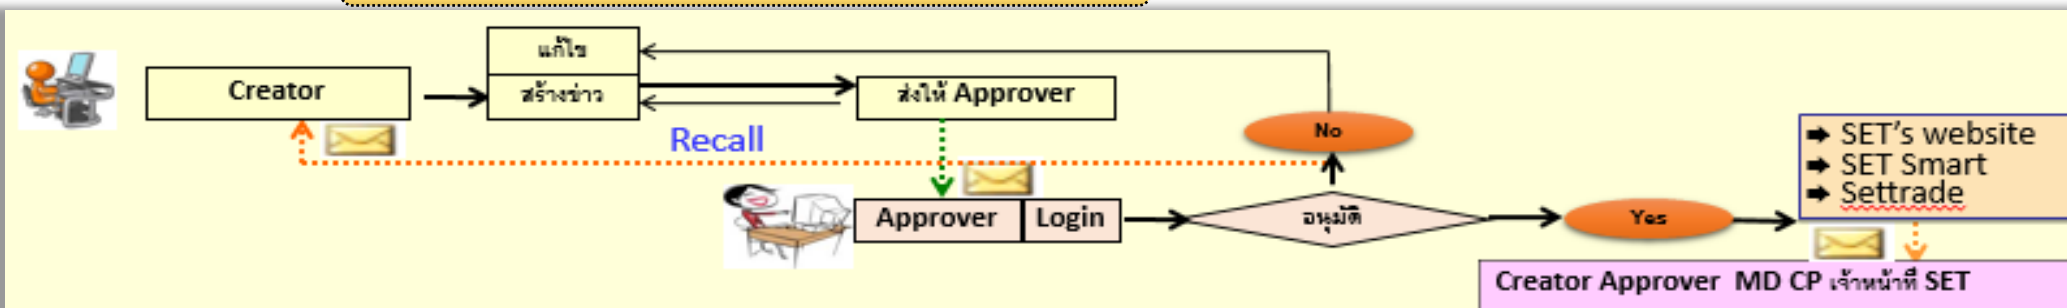 แก้ไข
Creator
สร้างข่าว
ส่งให้ Approver
Recall
No
SET's website
SET Smart
Settrade
Approver
Login
อนุมัติ
Yes
Creator Approver MD CP เจ้าหน้าที่ SET